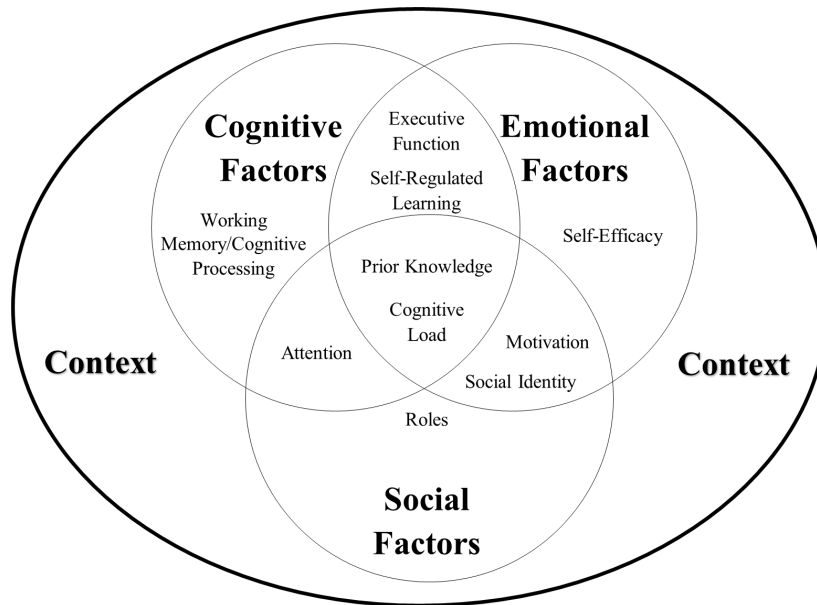 Cognitive
Factors
Executive
Function
Emotional
Factors
Self-Regulated
Learning
Working
Memory/Cognitive
Processing
Self-Efficacy
Prior Knowledge
Cognitive
Load
Attention
Motivation
Social Identity
Context
Context
Roles
Social
Factors